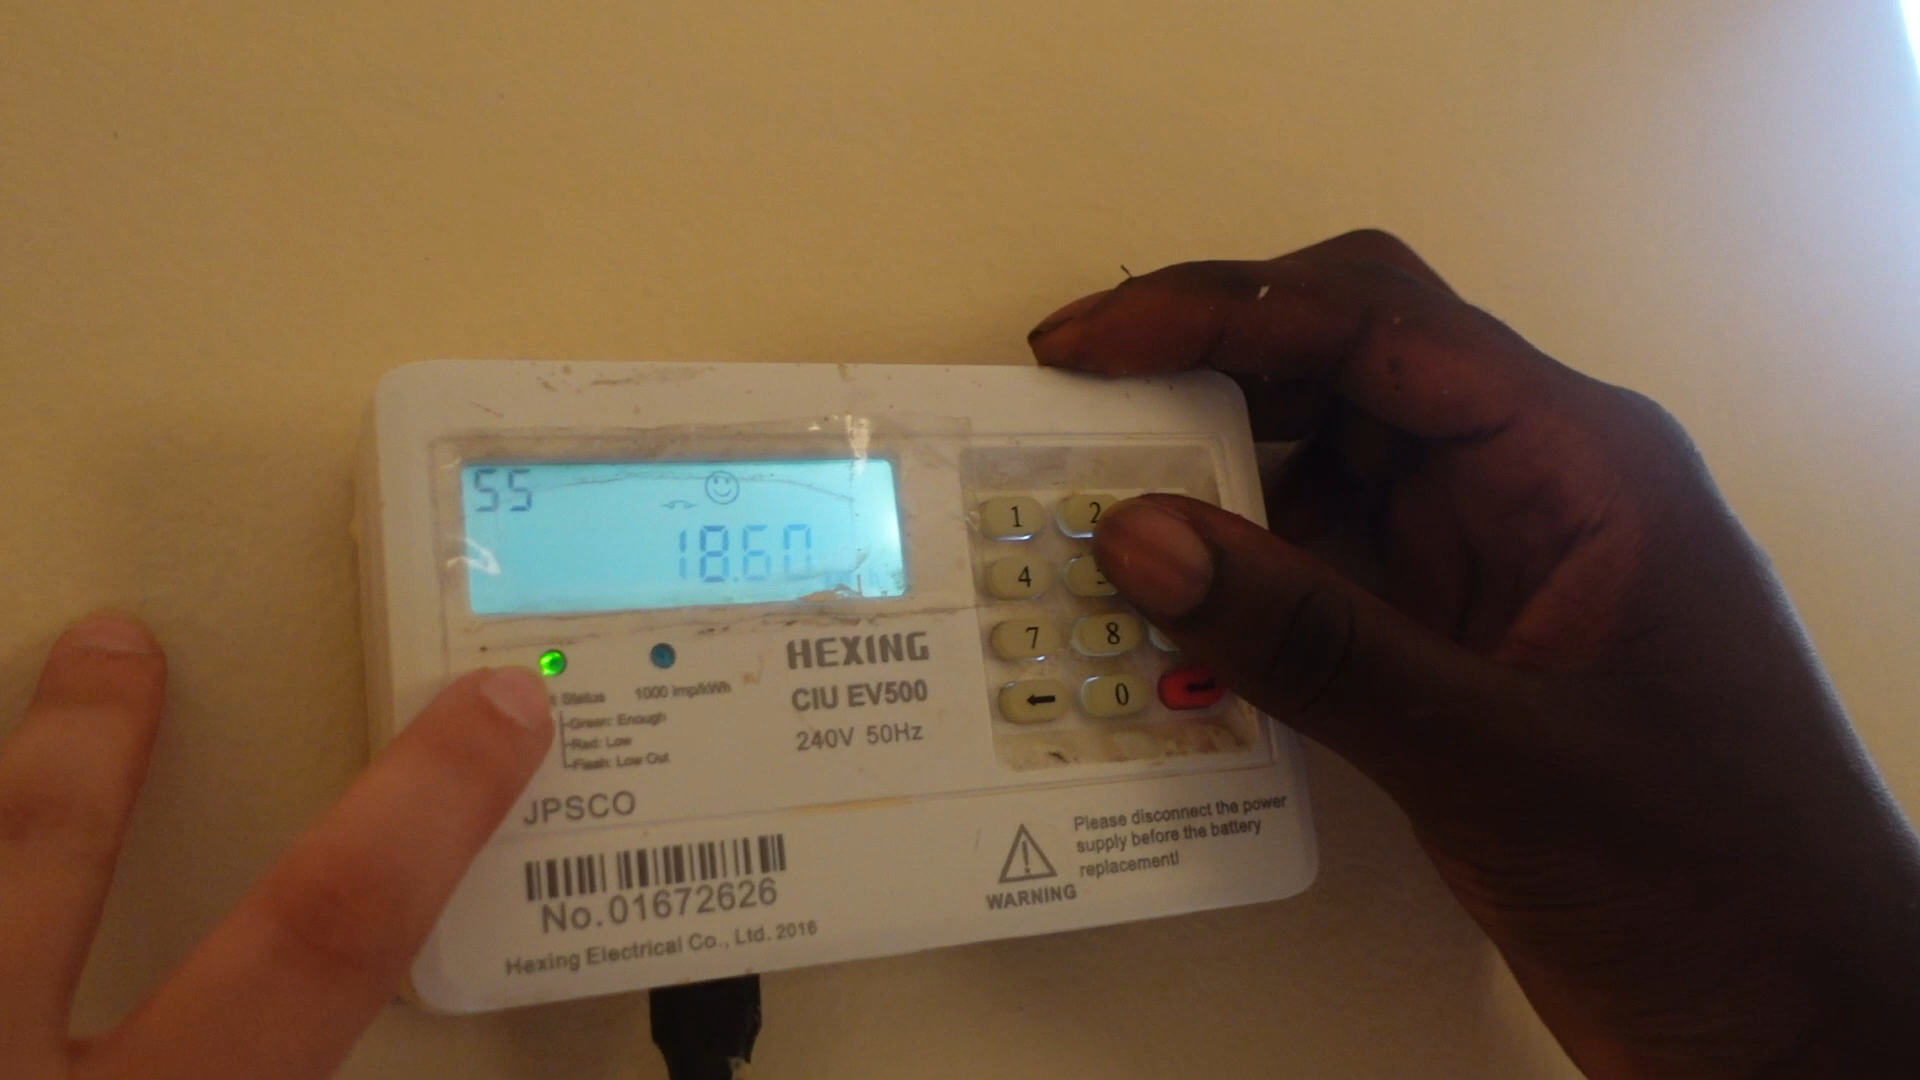 55
18.60
HEXING
CIU EV500
240V 50Hz
Status
1000 imp/kWh
Green: Enough
Red: Low
Flash: Low Out
JPSCO
No.01672626
Hexing Electrical Co., Ltd. 2016
1 2
4
7 8
0
WARNING
Please disconnect the power
supply before the battery
replacement!